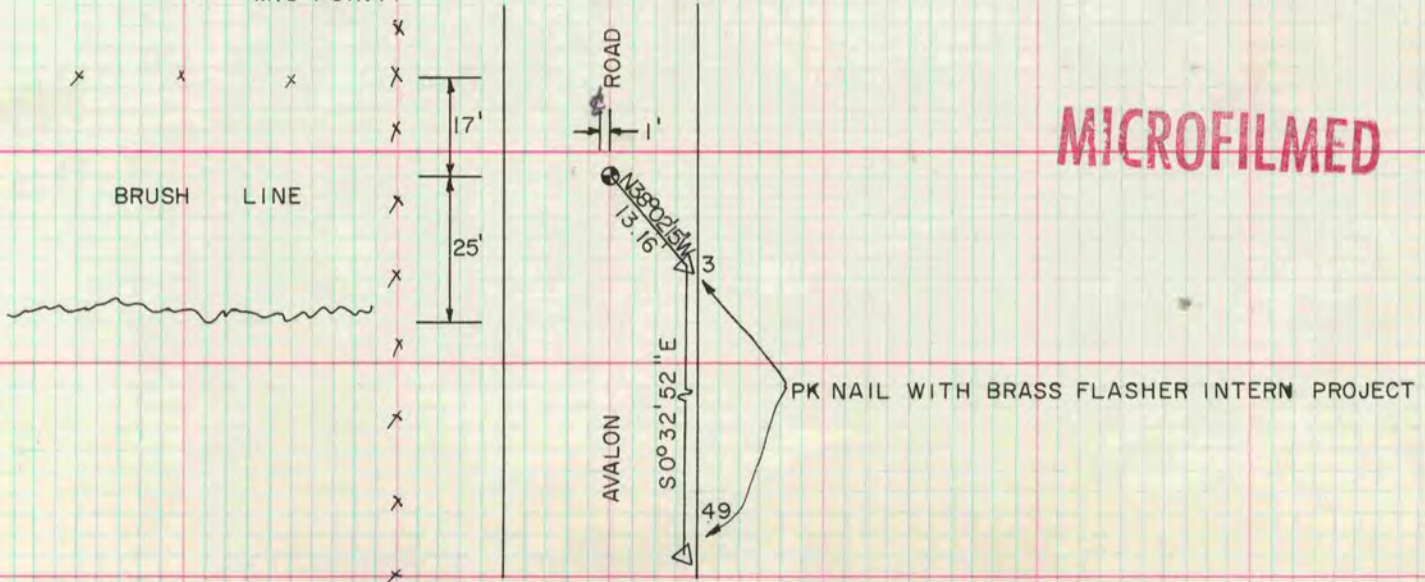 ROAD
℄
1'
17'
MICROFILMED
BRUSH LINE
N38°02'15"W
13.16'
25'
3
S0°32'52"E
PK NAIL WITH BRASS FLASHER INTERN PROJECT
AVALON
49